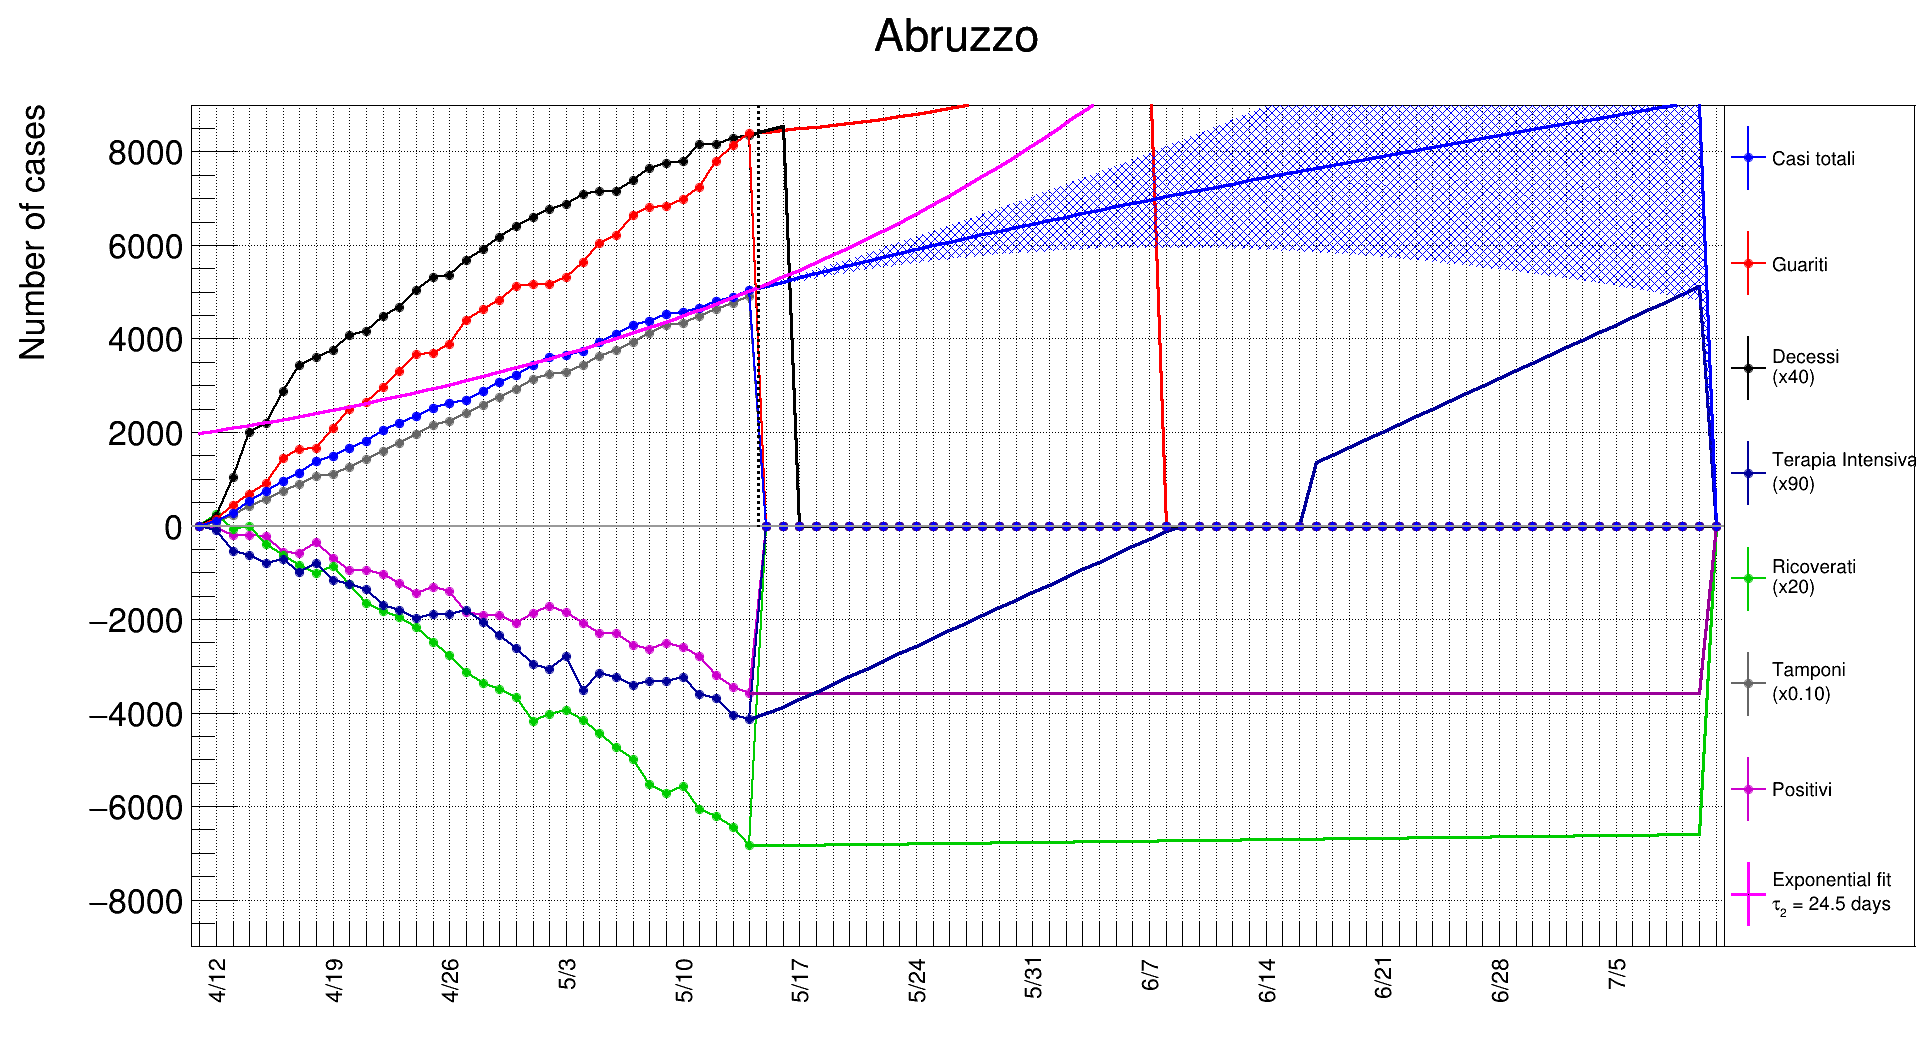 Abruzzo
Number of cases
8000
6000
4000
2000
0
−2000
−4000
−6000
−8000
4/12
4/19
4/26
5/3
5/10
5/17
5/24
5/31
6/7
6/14
6/21
6/28
7/5
Casi totali
Guariti
Decessi
(x40)
Terapia Intensiva
(x90)
Ricoverati
(x20)
Tamponi
(x0.10)
Positivi
Exponential fit
τ2 = 24.5 days